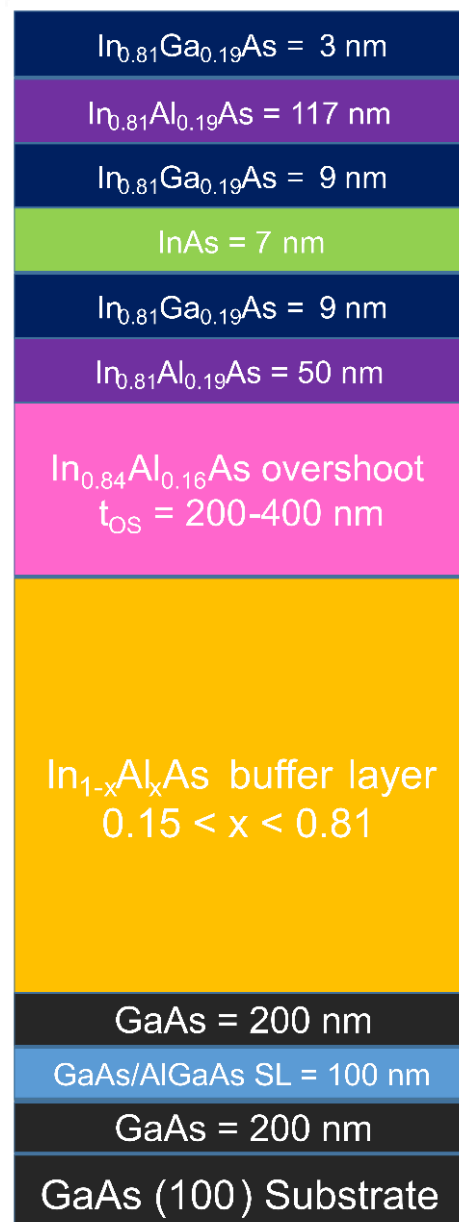 In₀.₈₁Ga₀.₁₉As = 3 nm
In₀.₈₁Al₀.₁₉As = 117 nm
In₀.₈₁Ga₀.₁₉As = 9 nm
InAs = 7 nm
In₀.₈₁Ga₀.₁₉As = 9 nm
In₀.₈₁Al₀.₁₉As = 50 nm
In₀.₈₄Al₀.₁₆As overshoot
t_OS = 200-400 nm
In₁₋ₓAlₓAs buffer layer
0.15 < x < 0.81
GaAs = 200 nm
GaAs/AlGaAs SL = 100 nm
GaAs = 200 nm
GaAs (100) Substrate